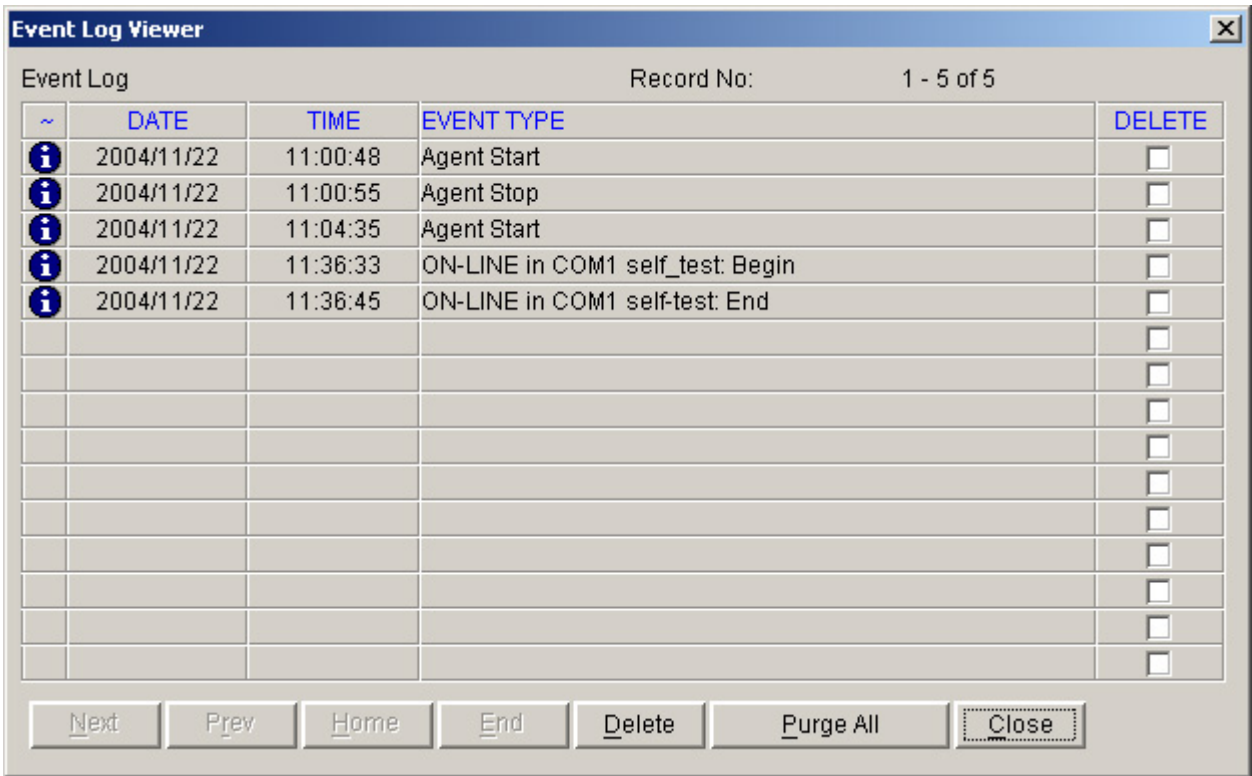 Event Log Viewer
Event Log Record No: 1 - 5 of 5
~ DATE TIME EVENT TYPE DELETE
i 2004/11/22 11:00:48 Agent Start
i 2004/11/22 11:00:55 Agent Stop
i 2004/11/22 11:04:35 Agent Start
i 2004/11/22 11:36:33 ON-LINE in COM1 self_test: Begin
i 2004/11/22 11:36:45 ON-LINE in COM1 self-test: End
Next Prev Home End Delete Purge All Close